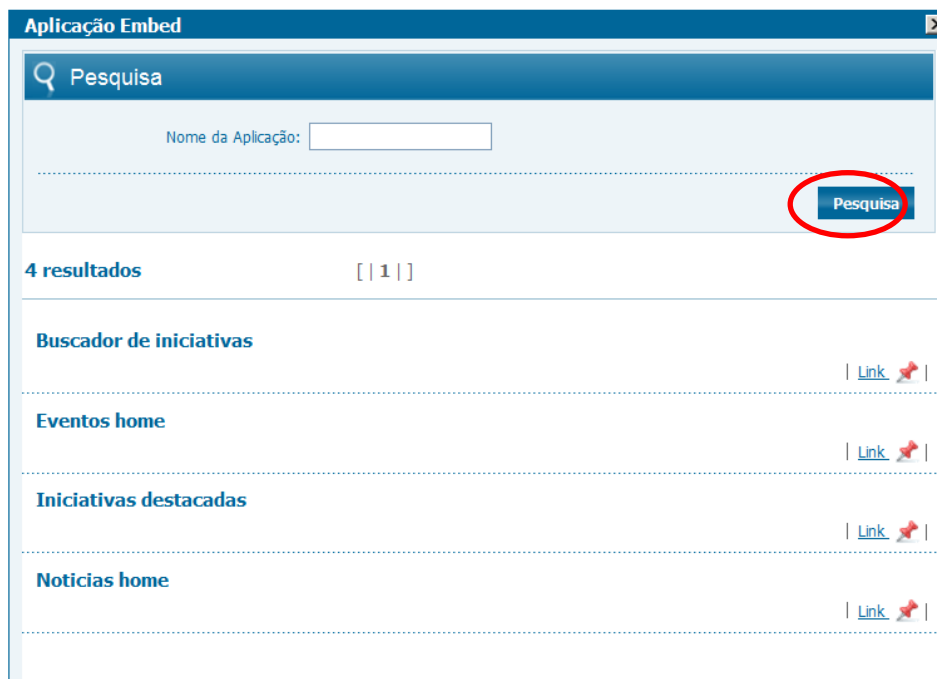 Aplicação Embed
Pesquisa
Nome da Aplicação:
Pesquisa
4 resultados [ | 1 | ]
Buscador de iniciativas
| Link |
Eventos home
| Link |
Iniciativas destacadas
| Link |
Noticias home
| Link |